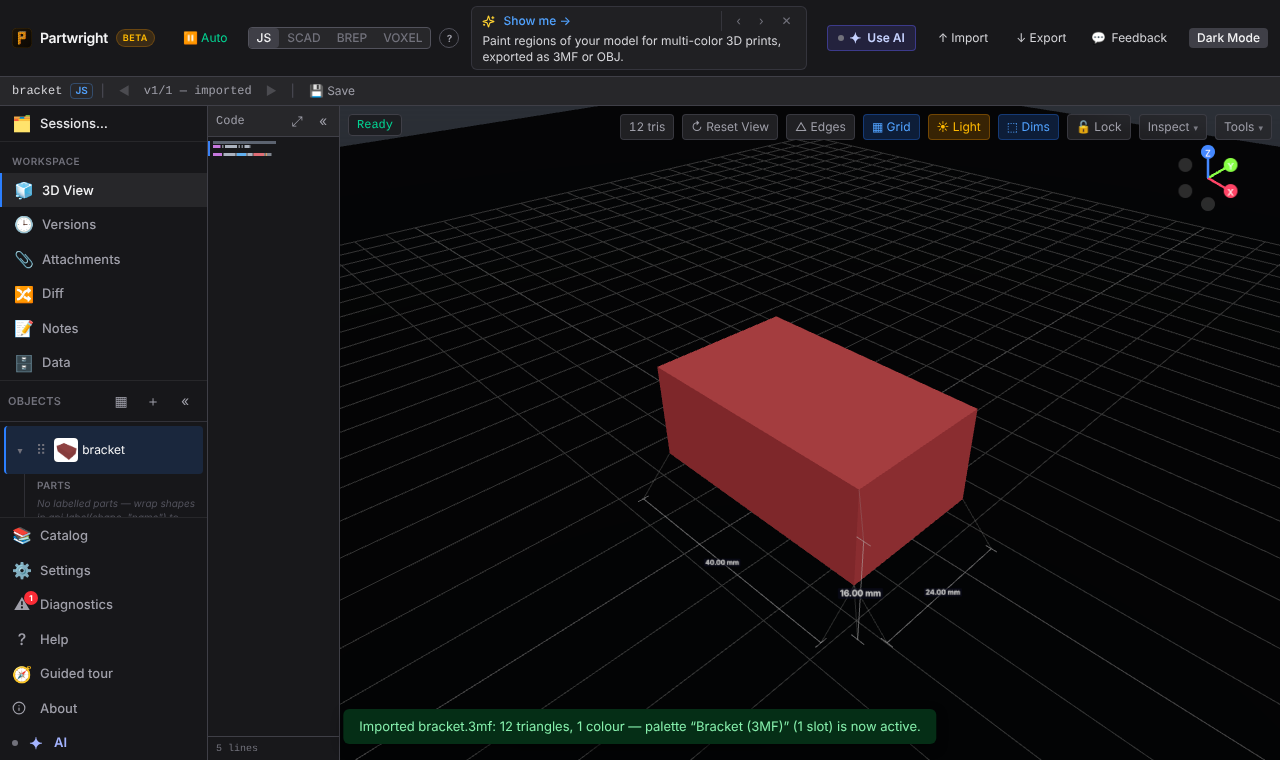 Partwright BETA
Auto
JS SCAD BREP VOXEL ?
Show me →
Paint regions of your model for multi-color 3D prints,
exported as 3MF or OBJ.
Use AI
↑ Import
↓ Export
Feedback
Dark Mode
bracket JS
v1/1 — imported
Save
Sessions...
WORKSPACE
3D View
Versions
Attachments
Diff
Notes
Data
OBJECTS
bracket
PARTS
No labelled parts — wrap shapes
Catalog
Settings
Diagnostics 1
Help
Guided tour
About
AI
Code
5 lines
Ready
12 tris
Reset View
Edges
Grid
Light
Dims
Lock
Inspect
Tools
Z
Y
X
40.00 mm
16.00 mm
24.00 mm
Imported bracket.3mf: 12 triangles, 1 colour — palette “Bracket (3MF)” (1 slot) is now active.